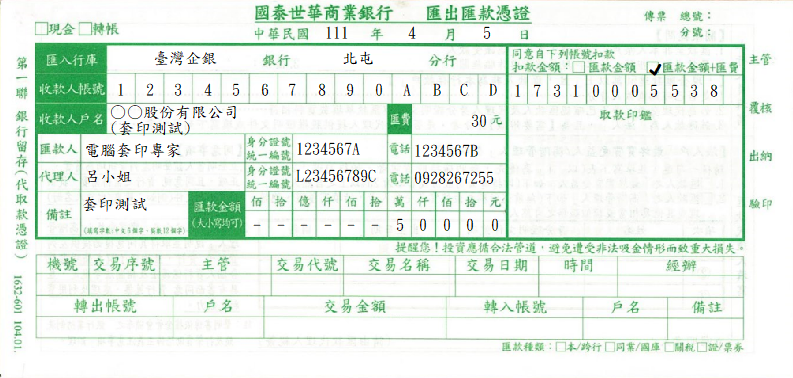 國泰世華商業銀行 匯出匯款憑證
傳票 總號：
□現金 □轉帳
中華民國 111 年 4 月 5 日
分號：
第一聯 銀行留存(代取款憑證) 1632-601 104.01.
匯入行庫 臺灣企銀 銀行 北屯 分行
同意自下列帳號扣款
扣款金額：□匯款金額 ✓匯款金額+匯費
收款人帳號 1 2 3 4 5 6 7 8 9 0 A B C D
1 7 3 1 0 0 0 5 5 3 8
收款人戶名 ○○股份有限公司
(套印測試)
匯費 30元
取款印鑑
匯款人 電腦套印專家 身分證號 統一編號 1234567A 電話 1234567B
代理人 呂小姐 身分證號 統一編號 L23456789C 電話 0928267255
備註 套印測試
匯款金額 (大小寫均可)
佰 拾 億 仟 佰 拾 萬 仟 佰 拾 元
– – – – – – 5 0 0 0 0
主管
覆核
出納
驗印
提醒您！投資應循合法管道，避免遭受非法吸金情形而致重大損失。
機號 交易序號 主管 交易代號 交易名稱 交易日期 時間 經辦
轉出帳號 戶名 交易金額 轉入帳號 戶名 備註
匯款種類：□本/跨行 □同業/國庫 □關稅 □證/票券